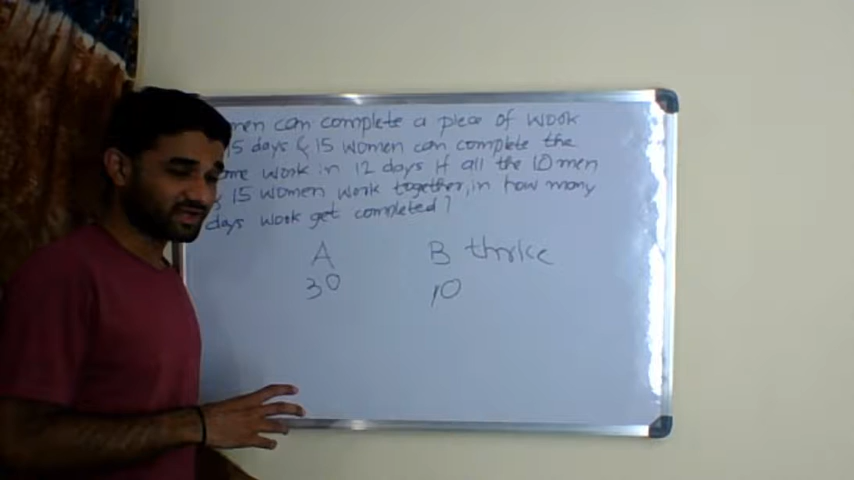 men can complete a piece of work
15 days & 15 women can complete the
me work in 12 days if all the 10 men
& 15 women work together, in how many
days work get completed?
A B thrice
30 10